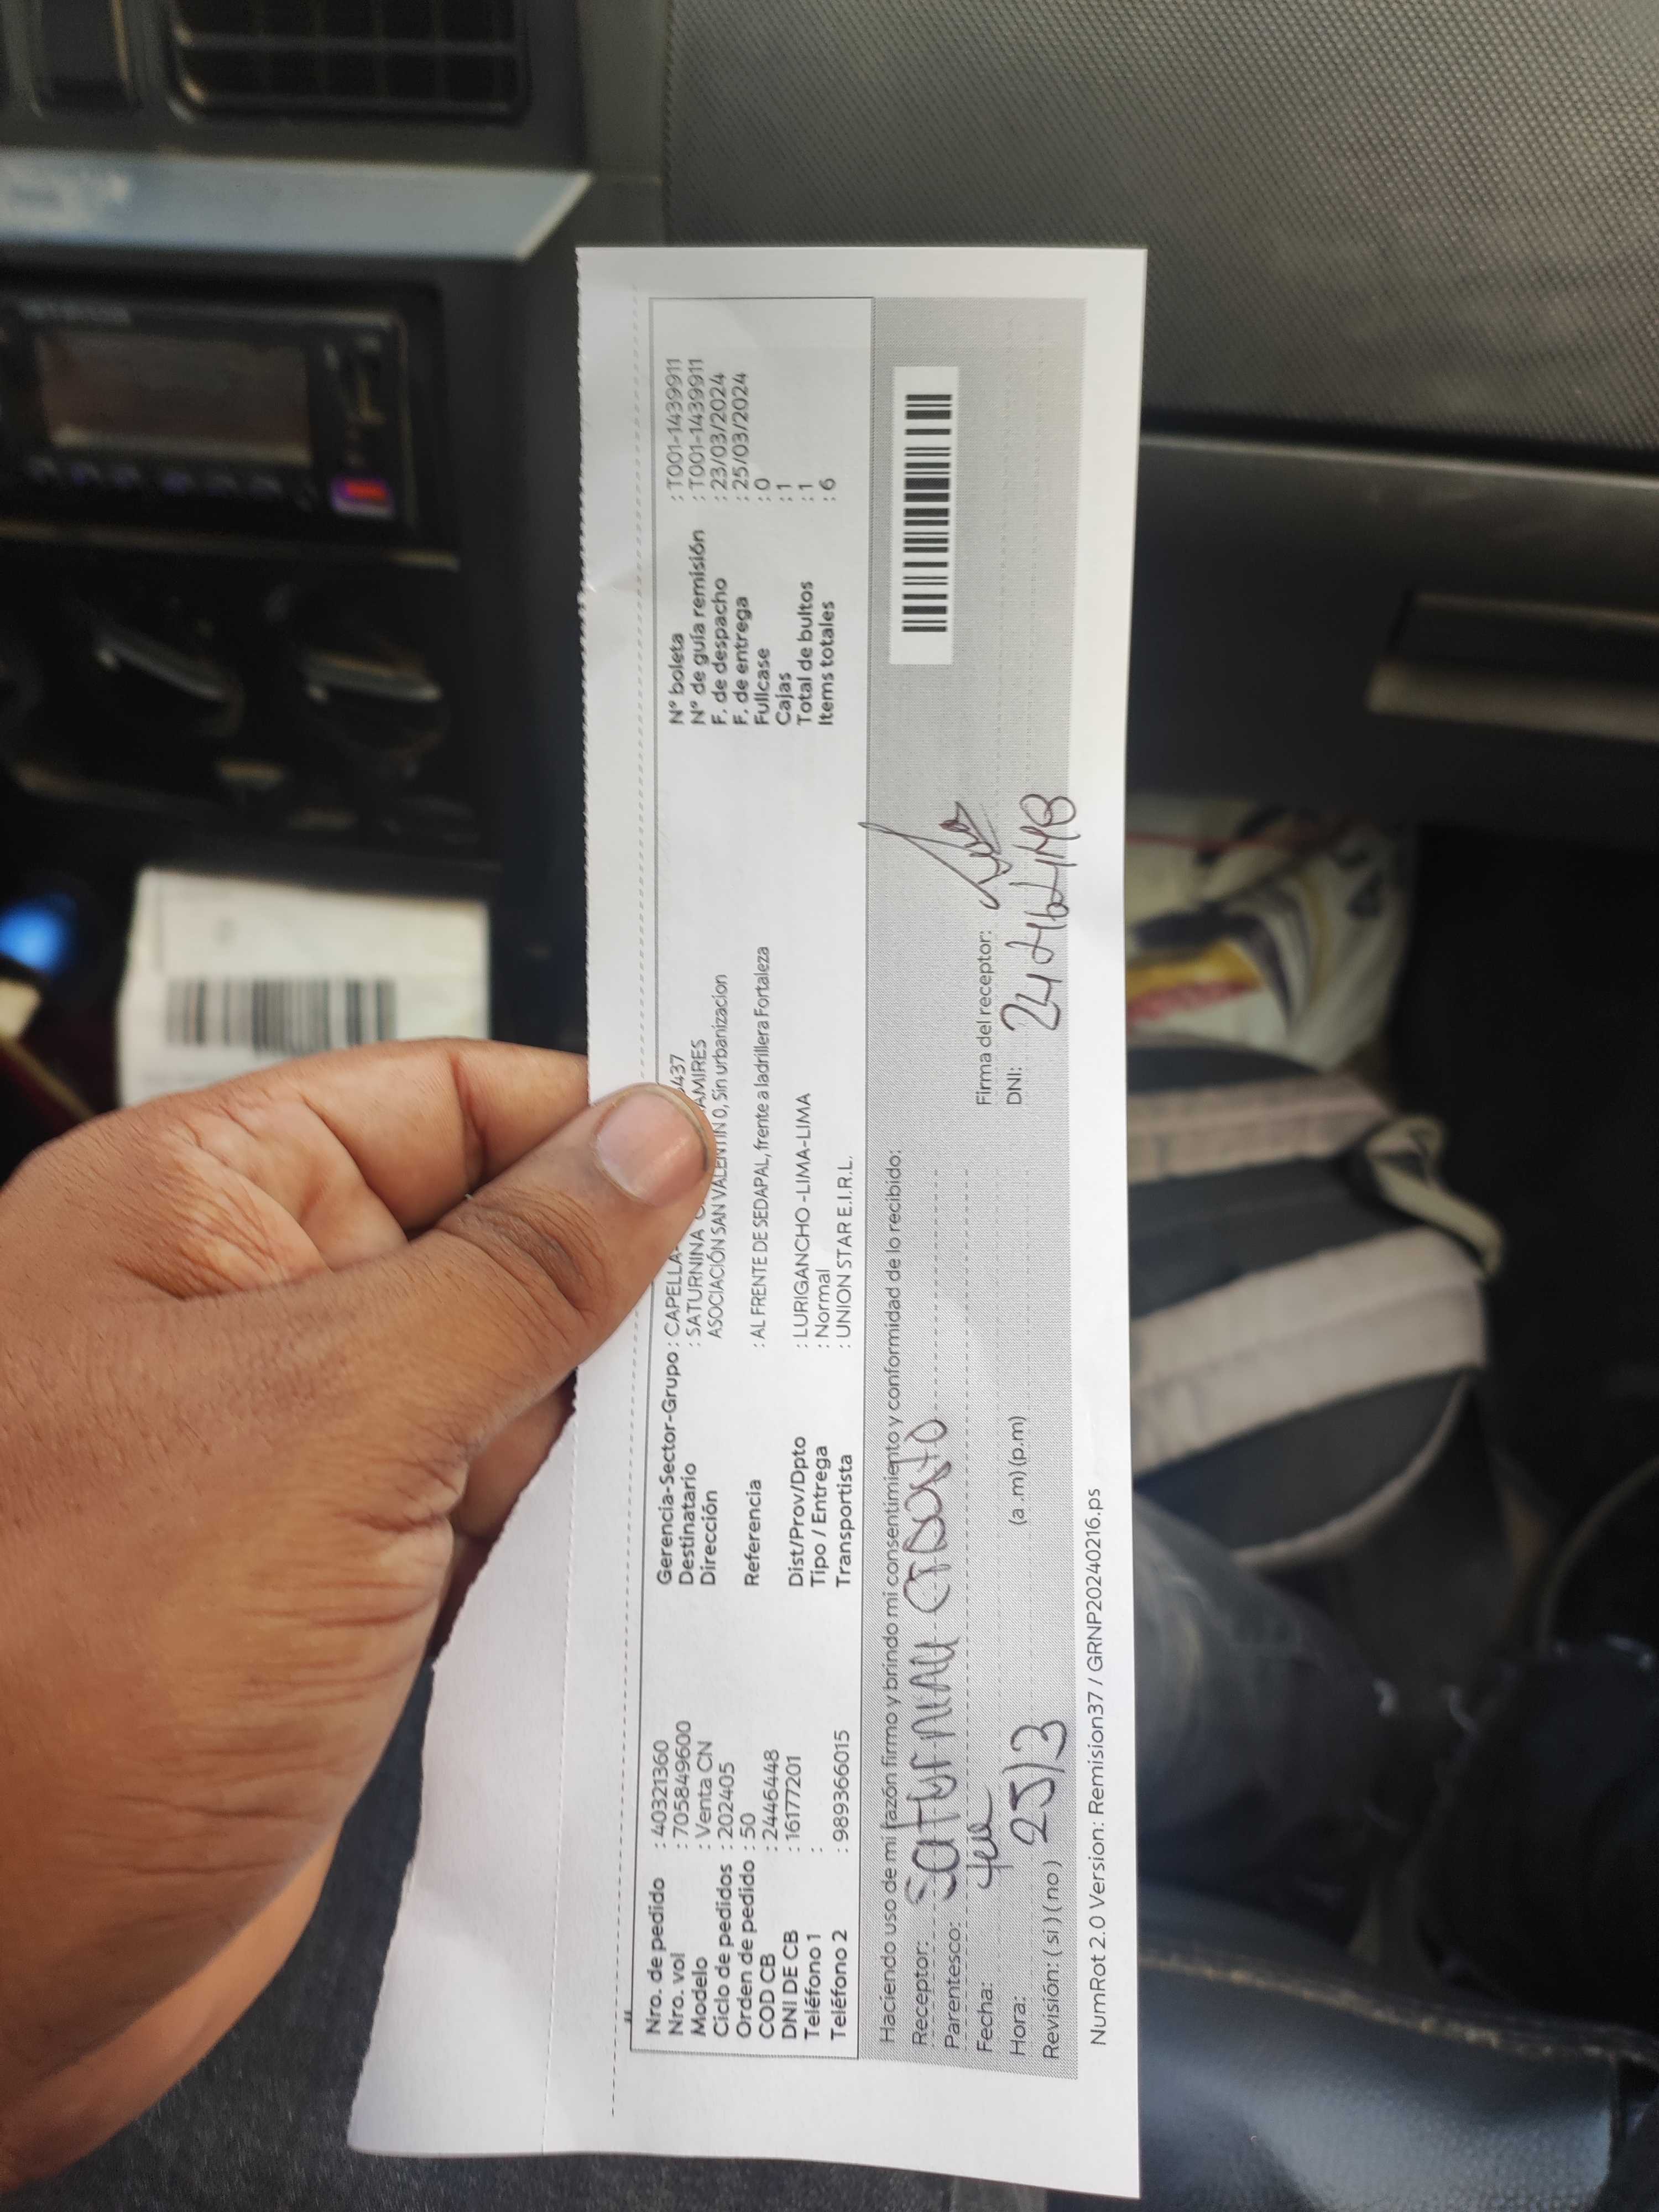 Nro. de pedido : 40321360
Nro. vol : 705849600
Modelo : Venta CN
Ciclo de pedidos : 202405
Orden de pedido : 50
COD CB : 2446448
DNI DE CB : 16177201
Teléfono 1 :
Teléfono 2 : 989366015
Gerencia-Sector-Grupo : CAPELLA- 437
Destinatario : SATURNINA AMIRES
Dirección ASOCIACIÓN SAN VALENTIN 0, Sin urbanizacion
Referencia : AL FRENTE DE SEDAPAL, frente a ladrillera Fortaleza
Dist/Prov/Dpto : LURIGANCHO -LIMA-LIMA
Tipo / Entrega : Normal
Transportista : UNION STAR E.I.R.L.
N° boleta : T001-1439911
N° de guía remisión : T001-1439911
F. de despacho : 23/03/2024
F. de entrega : 25/03/2024
Fullcase : 0
Cajas : 1
Total de bultos : 1
Items totales : 6
Haciendo uso de mi razón firmo y brindo mi consentimiento y conformidad de lo recibido:
Receptor:
Parentesco:
Fecha:
Hora: 25/3 (a.m) (p.m)
Revisión: ( si ) ( no )
Firma del receptor:
DNI:
NumRot 2.0 Version: Remision37 / GRNP20240216.ps